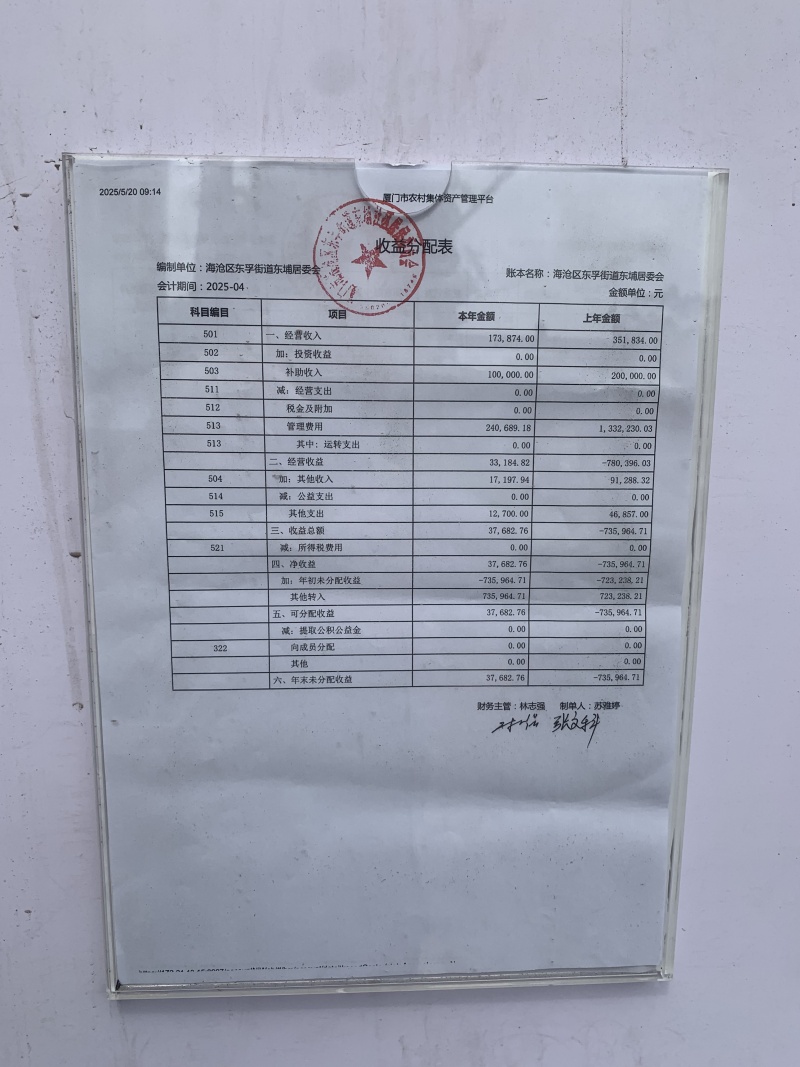 2025/5/20 09:14
厦门市农村集体资产管理平台
收益分配表
编制单位：海沧区东孚街道东埔居委会
账本名称：海沧区东孚街道东埔居委会
会计期间：2025-04
金额单位：元
科目编目 项目 本年金额 上年金额
501 一、经营收入 173,874.00 351,834.00
502 加：投资收益 0.00 0.00
503 补助收入 100,000.00 200,000.00
511 减：经营支出 0.00 0.00
512 税金及附加 0.00 0.00
513 管理费用 240,689.18 1,332,230.03
513 其中：运转支出 0.00 0.00
二、经营收益 33,184.82 -780,396.03
504 加：其他收入 17,197.94 91,288.32
514 减：公益支出 0.00 0.00
515 其他支出 12,700.00 46,857.00
三、收益总额 37,682.76 -735,964.71
521 减：所得税费用 0.00 0.00
四、净收益 37,682.76 -735,964.71
加：年初未分配收益 -735,964.71 -723,238.21
其他转入 735,964.71 723,238.21
五、可分配收益 37,682.76 -735,964.71
减：提取公积公益金 0.00 0.00
322 向成员分配 0.00 0.00
其他 0.00 0.00
六、年末未分配收益 37,682.76 -735,964.71
财务主管：林志强 制单人：苏雅婷